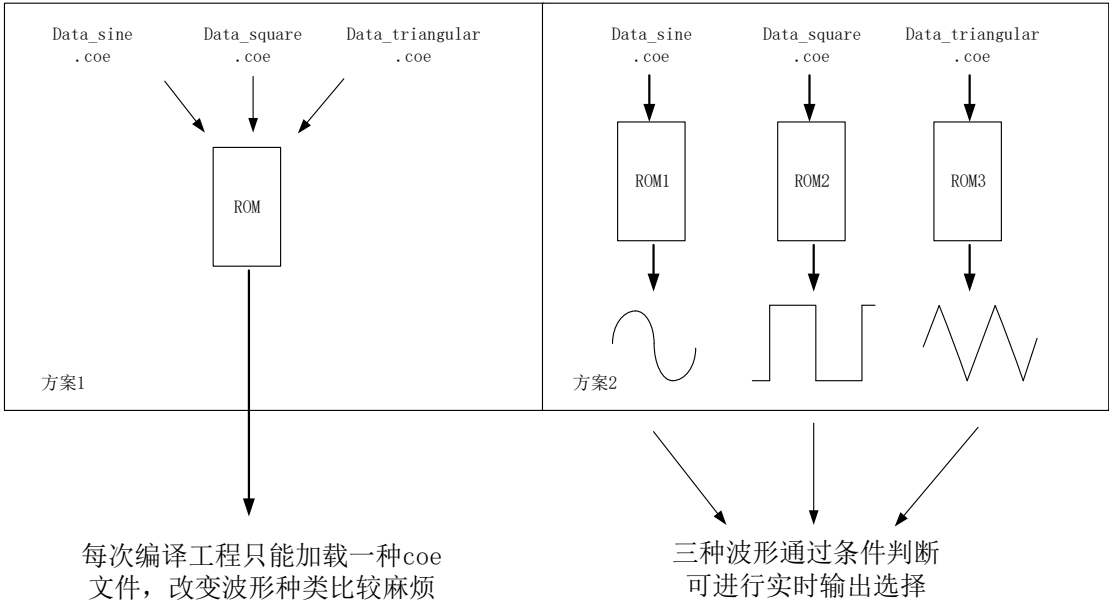 Data_sine
.coe
Data_square
.coe
Data_triangular
.coe
ROM
方案1
Data_sine
.coe
Data_square
.coe
Data_triangular
.coe
ROM1
ROM2
ROM3
方案2
每次编译工程只能加载一种coe
文件，改变波形种类比较麻烦
三种波形通过条件判断
可进行实时输出选择